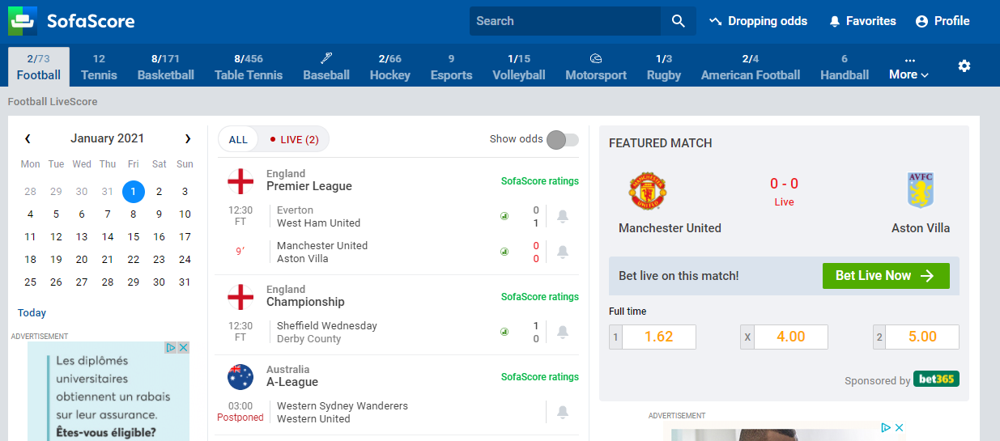 SofaScore
Search
Dropping odds
Favorites
Profile
2/73
Football
12
Tennis
8/171
Basketball
8/456
Table Tennis
Baseball
2/66
Hockey
9
Esports
1/15
Volleyball
Motorsport
1/3
Rugby
2/4
American Football
6
Handball
...
More
Football LiveScore
January 2021
Mon Tue Wed Thu Fri Sat Sun
28 29 30 31 1 2 3
4 5 6 7 8 9 10
11 12 13 14 15 16 17
18 19 20 21 22 23 24
25 26 27 28 29 30 31
Today
ADVERTISEMENT
Les diplômés
universitaires
obtiennent un rabais
sur leur assurance.
Êtes-vous éligible?
ALL
LIVE (2)
Show odds
England
Premier League
SofaScore ratings
12:30 Everton 0
FT West Ham United 1
9′
Manchester United 0
Aston Villa 0
England
Championship
SofaScore ratings
12:30 Sheffield Wednesday 1
FT Derby County 0
Australia
A-League
SofaScore ratings
03:00 Western Sydney Wanderers
Postponed Western United
FEATURED MATCH
MANCHESTER
UNITED
0 - 0
Live
AVFC
Manchester United
Aston Villa
Bet live on this match!
Bet Live Now →
Full time
1 1.62
X 4.00
2 5.00
Sponsored by bet365
ADVERTISEMENT